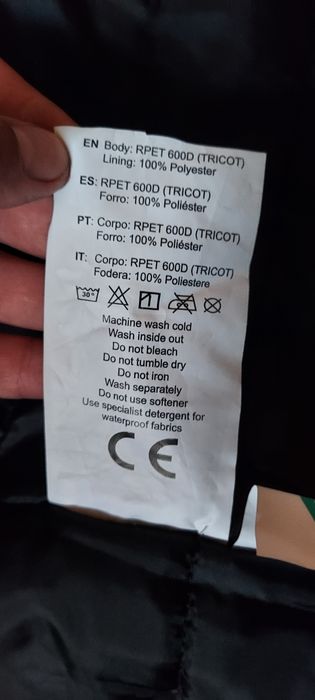 EN Body: RPET 600D (TRICOT)
Lining: 100% Polyester
ES: RPET 600D (TRICOT)
Forro: 100% Poliéster
PT: Corpo: RPET 600D (TRICOT)
Forro: 100% Poliéster
IT: Corpo: RPET 600D (TRICOT)
Fodera: 100% Poliestere
30°
Machine wash cold
Wash inside out
Do not bleach
Do not tumble dry
Do not iron
Wash separately
Do not use softener
Use specialist detergent for
waterproof fabrics
CE